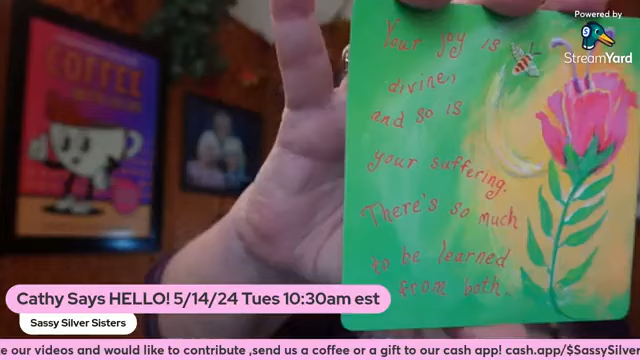 Powered by
StreamYard
COFFEE
Your joy is
divine,
and so is
your suffering.
There's so much
to be learned
from both.
Cathy Says HELLO! 5/14/24 Tues 10:30am est
Sassy Silver Sisters
e our videos and would like to contribute ,send us a coffee or a gift to our cash app! cash.app/$SassySilve